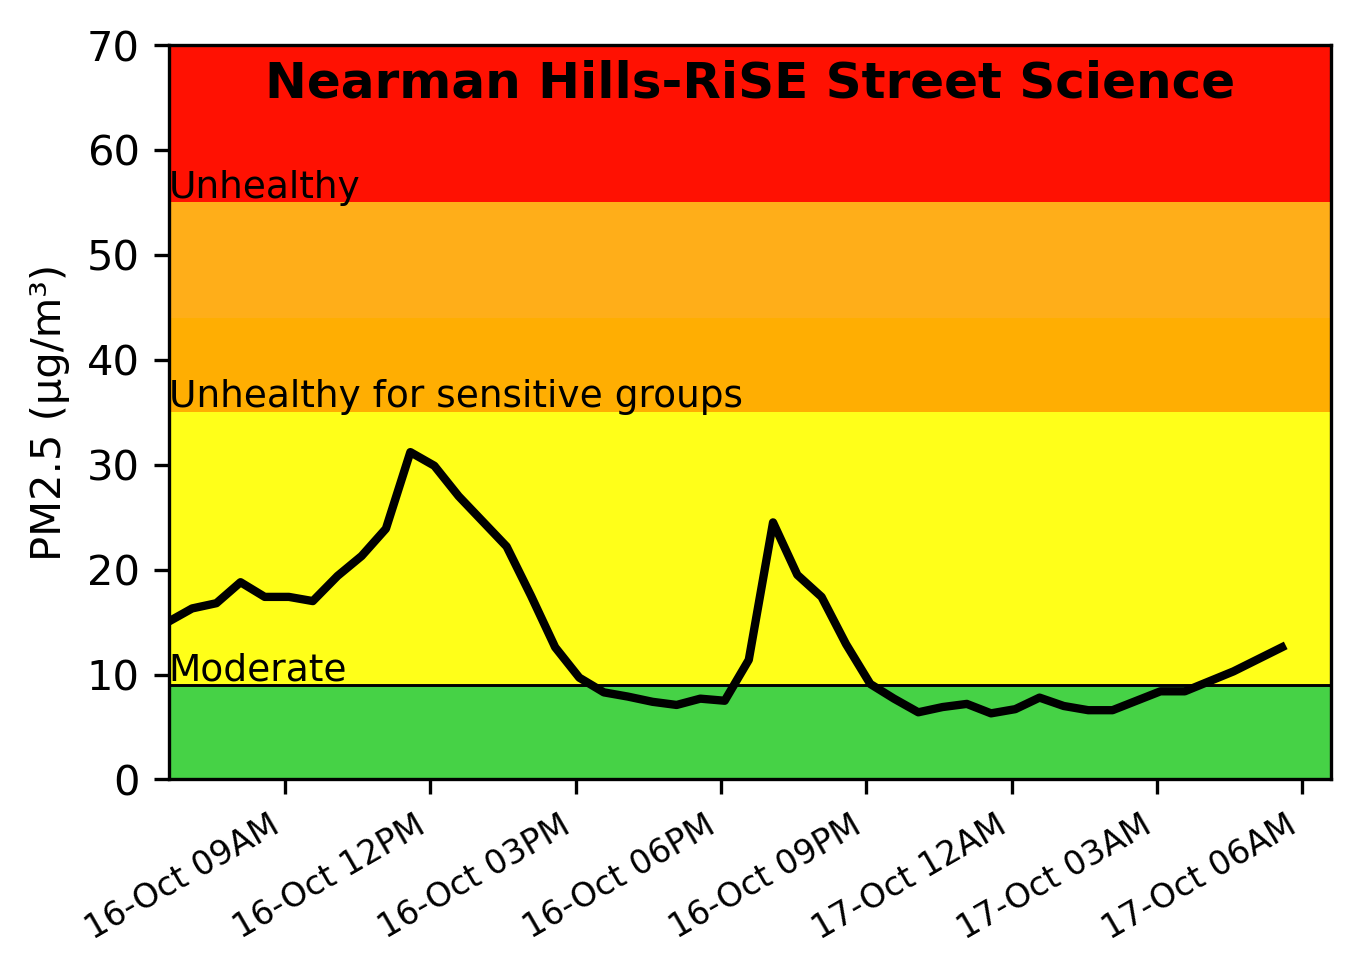 Nearman Hills-RiSE Street Science
PM2.5 (µg/m³)
70
60
50
40
30
20
10
0
Unhealthy
Unhealthy for sensitive groups
Moderate
16-Oct 09AM
16-Oct 12PM
16-Oct 03PM
16-Oct 06PM
16-Oct 09PM
17-Oct 12AM
17-Oct 03AM
17-Oct 06AM